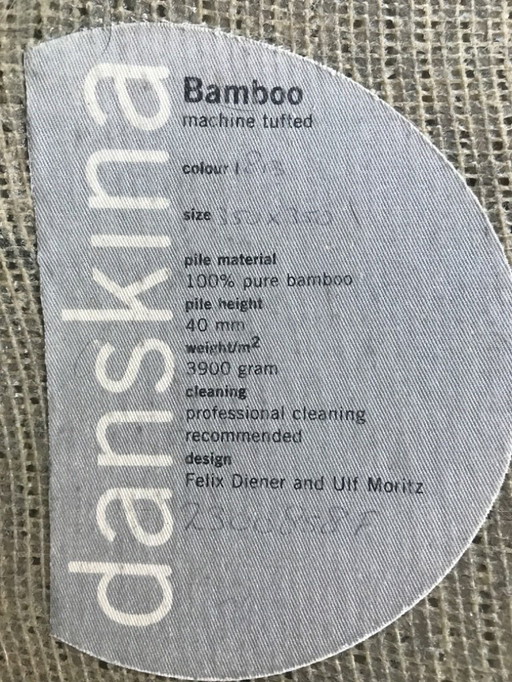 danskina
Bamboo
machine tufted
colour
size 350x350
pile material
100% pure bamboo
pile height
40 mm
weight/m²
3900 gram
cleaning
professional cleaning
recommended
design
Felix Diener and Ulf Moritz